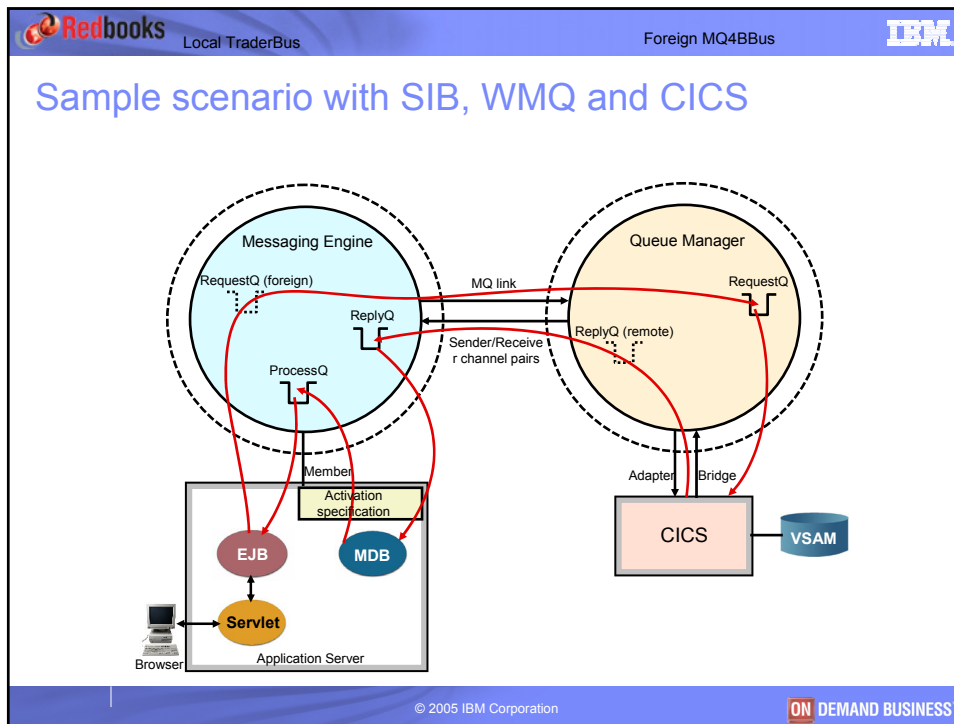 Redbooks
Local TraderBus
Foreign MQ4BBus
IBM
Sample scenario with SIB, WMQ and CICS
Messaging Engine
Queue Manager
RequestQ (foreign)
MQ link
RequestQ
ReplyQ
Sender/Receive
r channel pairs
ReplyQ (remote)
ProcessQ
Member
Adapter
Bridge
Activation
specification
EJB
MDB
CICS
VSAM
Servlet
Browser
Application Server
© 2005 IBM Corporation
ON DEMAND BUSINESS